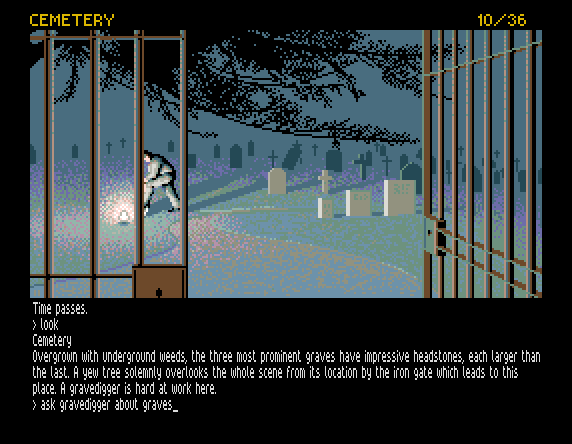 CEMETERY 10/36
RIP
Time passes.
> look
Cemetery
Overgrown with underground weeds, the three most prominent graves have impressive headstones, each larger than
the last. A yew tree solemnly overlooks the whole scene from its location by the iron gate which leads to this
place. A gravedigger is hard at work here.
> ask gravedigger about graves_